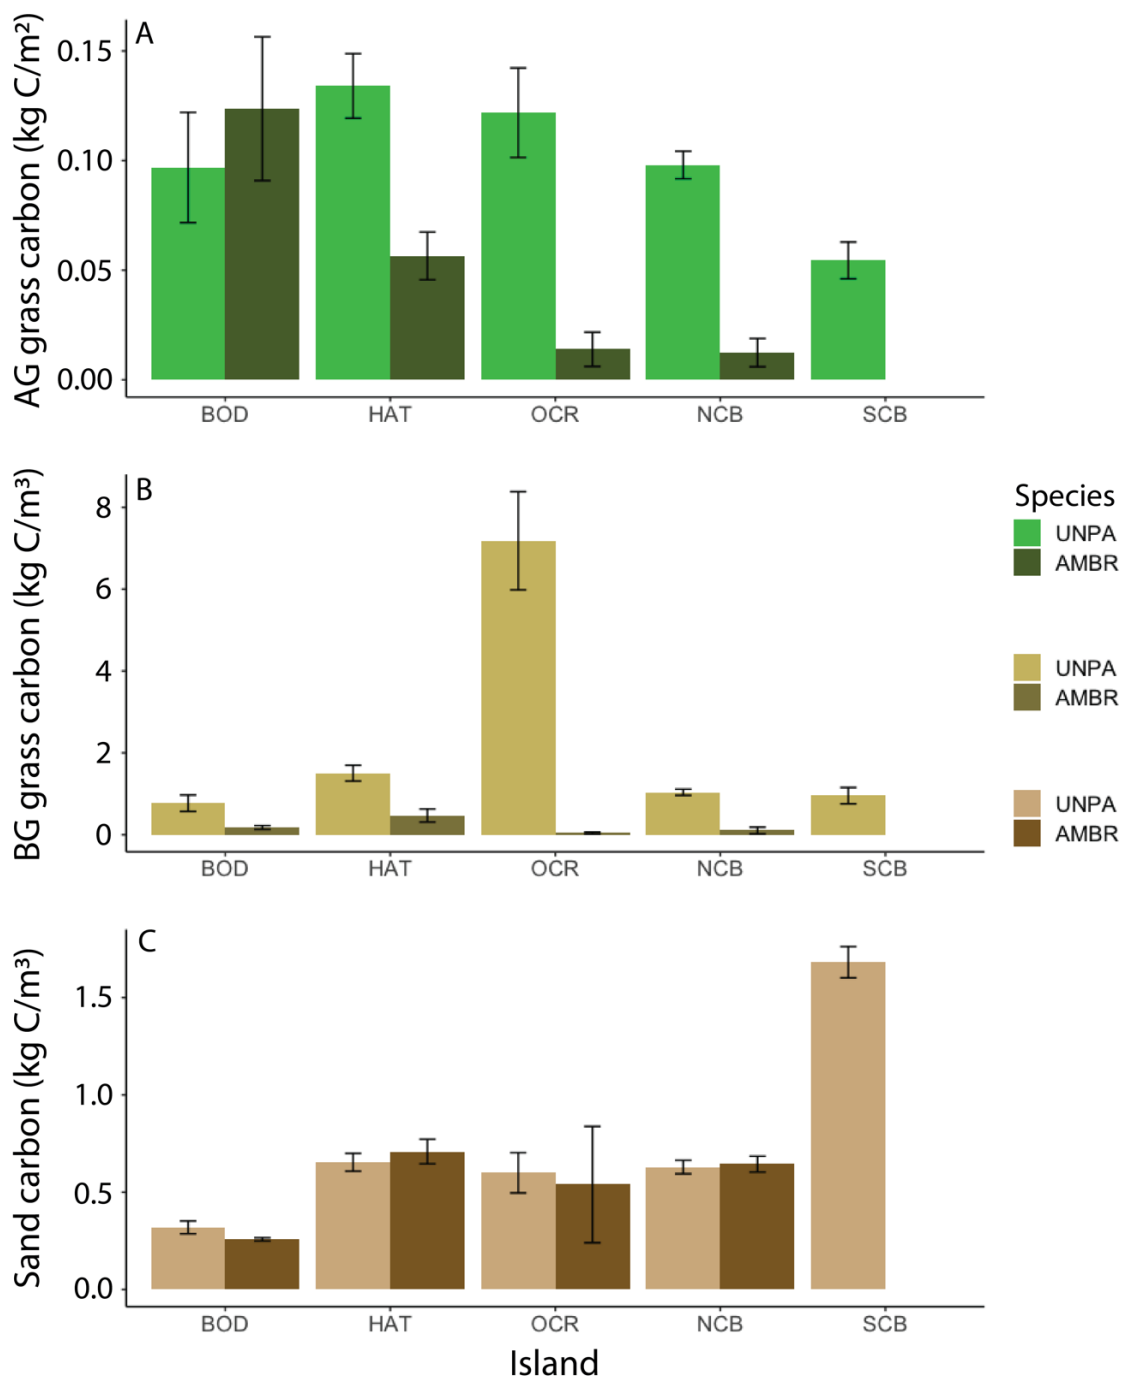 A
AG grass carbon (kg C/m²)
0.15
0.10
0.05
0.00
BOD HAT OCR NCB SCB
B
BG grass carbon (kg C/m³)
8
6
4
2
0
BOD HAT OCR NCB SCB
Species
UNPA
AMBR
UNPA
AMBR
UNPA
AMBR
C
Sand carbon (kg C/m³)
1.5
1.0
0.5
0.0
BOD HAT OCR NCB SCB
Island